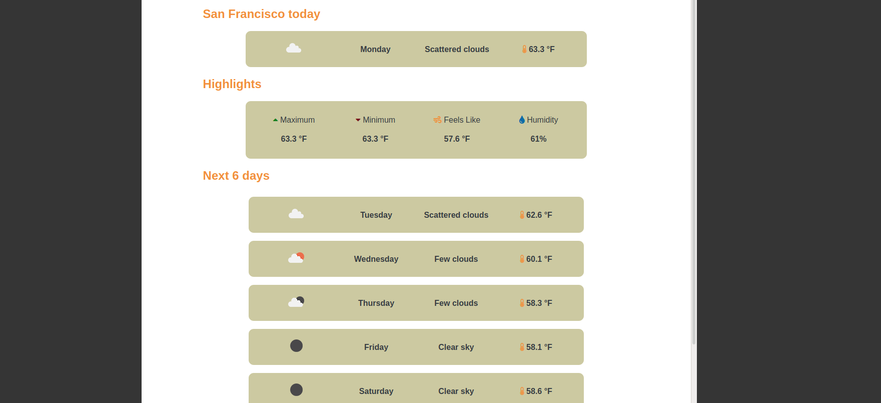 San Francisco today
Monday Scattered clouds 63.3 °F
Highlights
Maximum Minimum Feels Like Humidity
63.3 °F 63.3 °F 57.6 °F 61%
Next 6 days
Tuesday Scattered clouds 62.6 °F
Wednesday Few clouds 60.1 °F
Thursday Few clouds 58.3 °F
Friday Clear sky 58.1 °F
Saturday Clear sky 58.6 °F